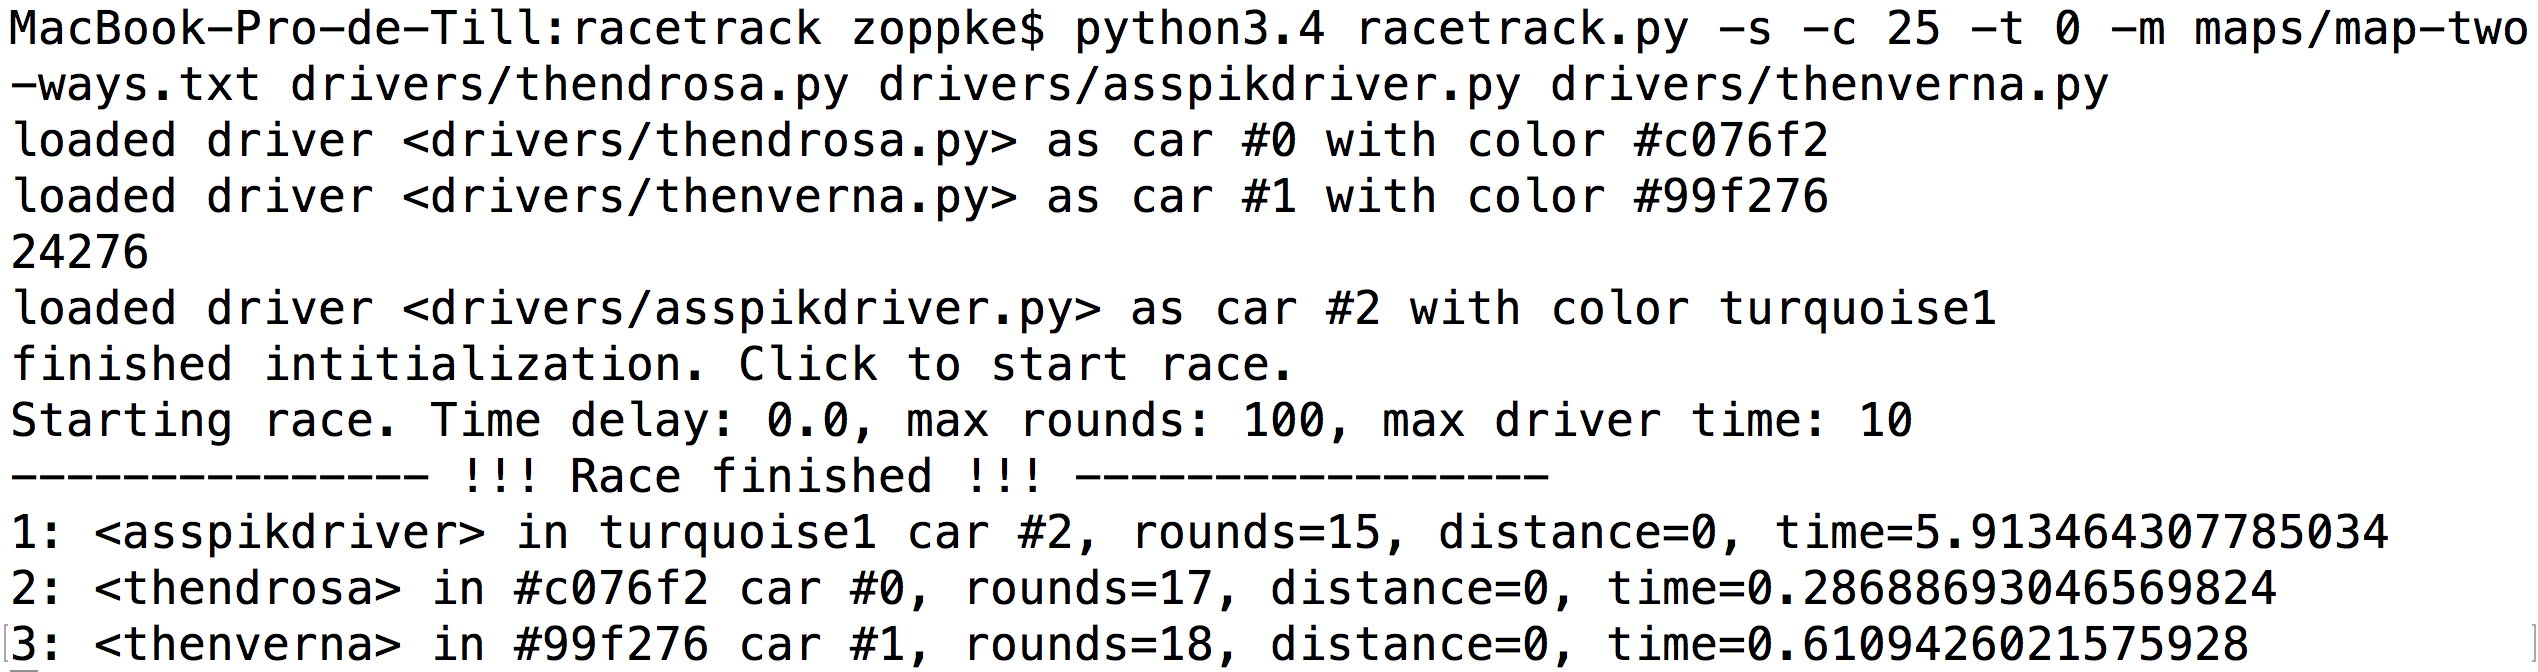 MacBook-Pro-de-Till:racetrack zoppke$ python3.4 racetrack.py -s -c 25 -t 0 -m maps/map-two
-ways.txt drivers/thendrosa.py drivers/asspikdriver.py drivers/thenverna.py
loaded driver <drivers/thendrosa.py> as car #0 with color #c076f2
loaded driver <drivers/thenverna.py> as car #1 with color #99f276
24276
loaded driver <drivers/asspikdriver.py> as car #2 with color turquoise1
finished intitialization. Click to start race.
Starting race. Time delay: 0.0, max rounds: 100, max driver time: 10
--------------- !!! Race finished !!! -----------------
1: <asspikdriver> in turquoise1 car #2, rounds=15, distance=0, time=5.913464307785034
2: <thendrosa> in #c076f2 car #0, rounds=17, distance=0, time=0.28688693046569824
3: <thenverna> in #99f276 car #1, rounds=18, distance=0, time=0.6109426021575928